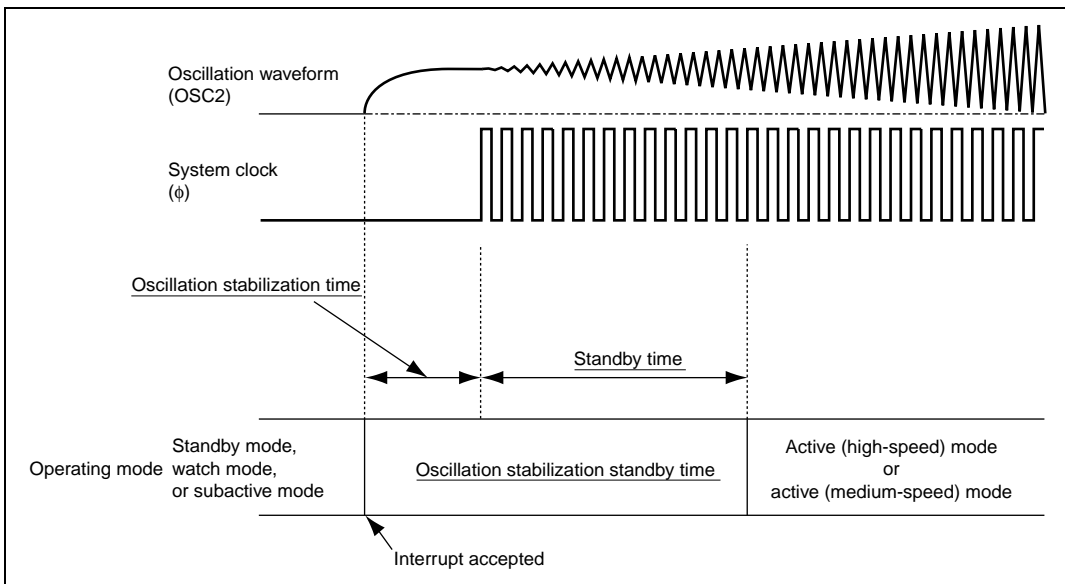 Oscillation waveform
(OSC2)
System clock
(ϕ)
Oscillation stabilization time
Standby time
Operating mode
Standby mode,
watch mode,
or subactive mode
Oscillation stabilization standby time
Active (high-speed) mode
or
active (medium-speed) mode
Interrupt accepted